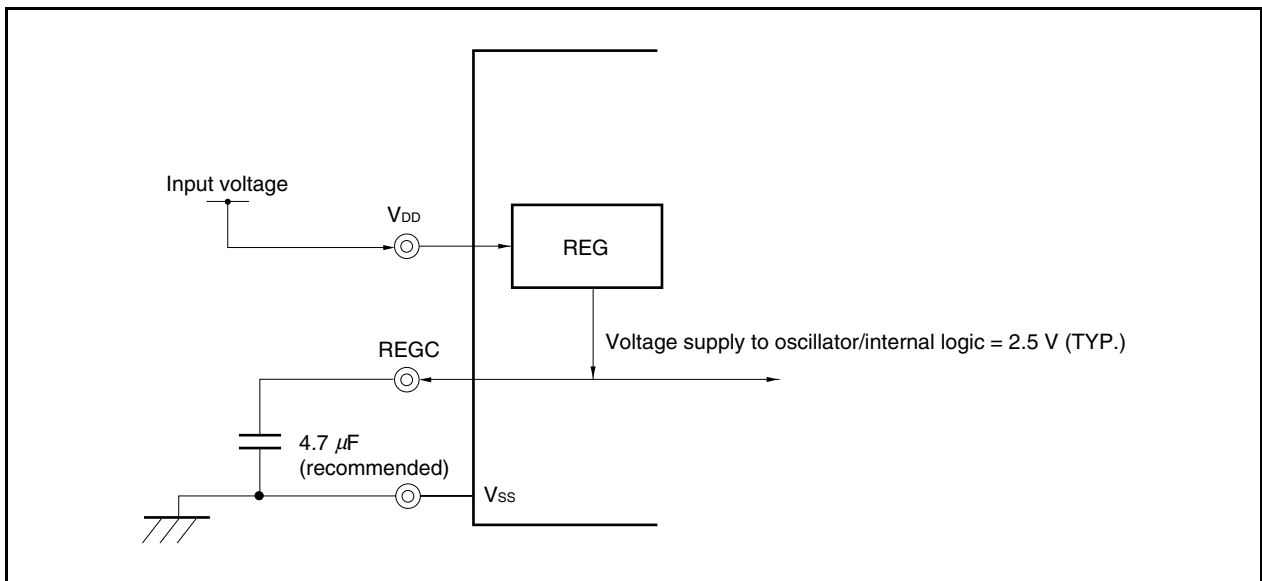 Input voltage
VDD
REG
Voltage supply to oscillator/internal logic = 2.5 V (TYP.)
REGC
4.7 μF
(recommended)
VSS